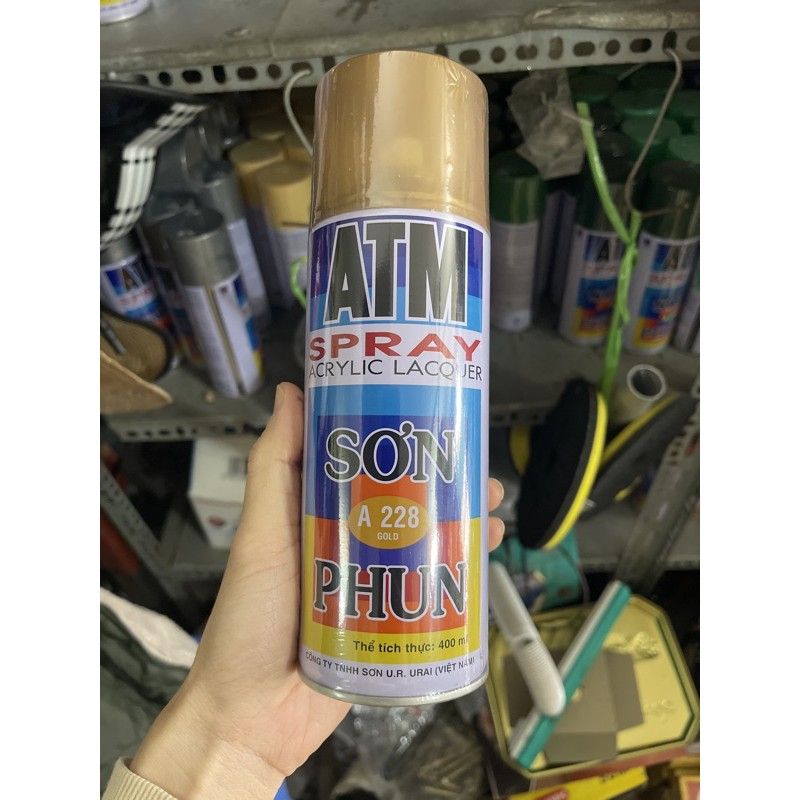 ATM
SPRAY
ACRYLIC LACQUER
SƠN
A 228
GOLD
PHUN
Thể tích thực: 400 ml
CÔNG TY TNHH SƠN U.R. URAI (VIỆT NAM)